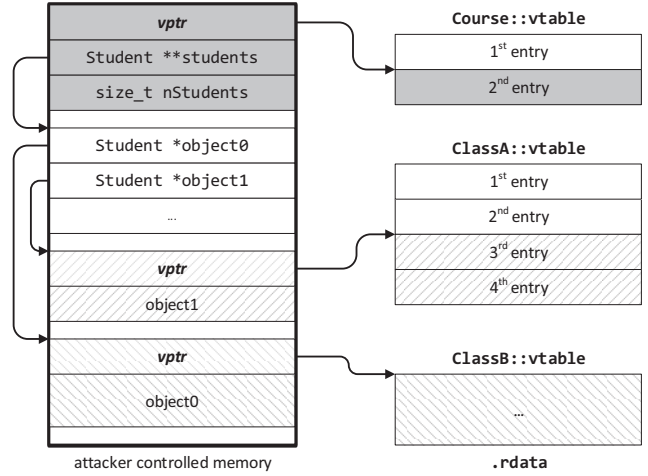 vptr
Student **students
size_t nStudents
Student *object0
Student *object1
...
vptr
object1
vptr
object0
attacker controlled memory
Course::vtable
1st entry
2nd entry
ClassA::vtable
1st entry
2nd entry
3rd entry
4th entry
ClassB::vtable
...
.rdata